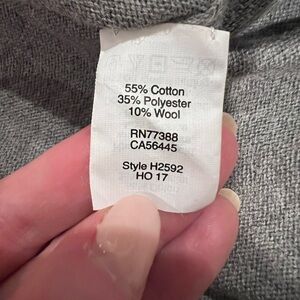 55% Cotton
35% Polyester
10% Wool
RN77388
CA56445
Style H2592
HO 17